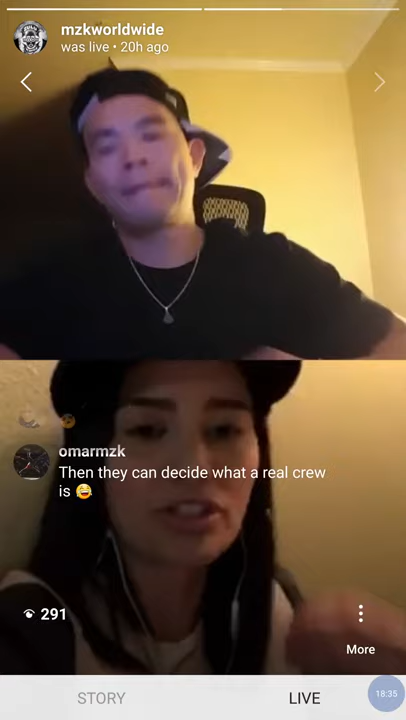 mzkworldwide
was live • 20h ago
omarmzk
Then they can decide what a real crew
is 😂
291
More
STORY
LIVE
18:35